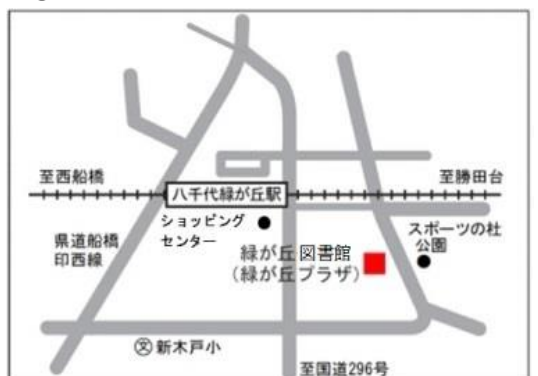 至西船橋
至勝田台
八千代緑が丘駅
ショッピング
センター
スポーツの杜
公園
県道船橋
印西線
緑が丘図書館
(緑が丘プラザ)
文 新木戸小
至国道296号